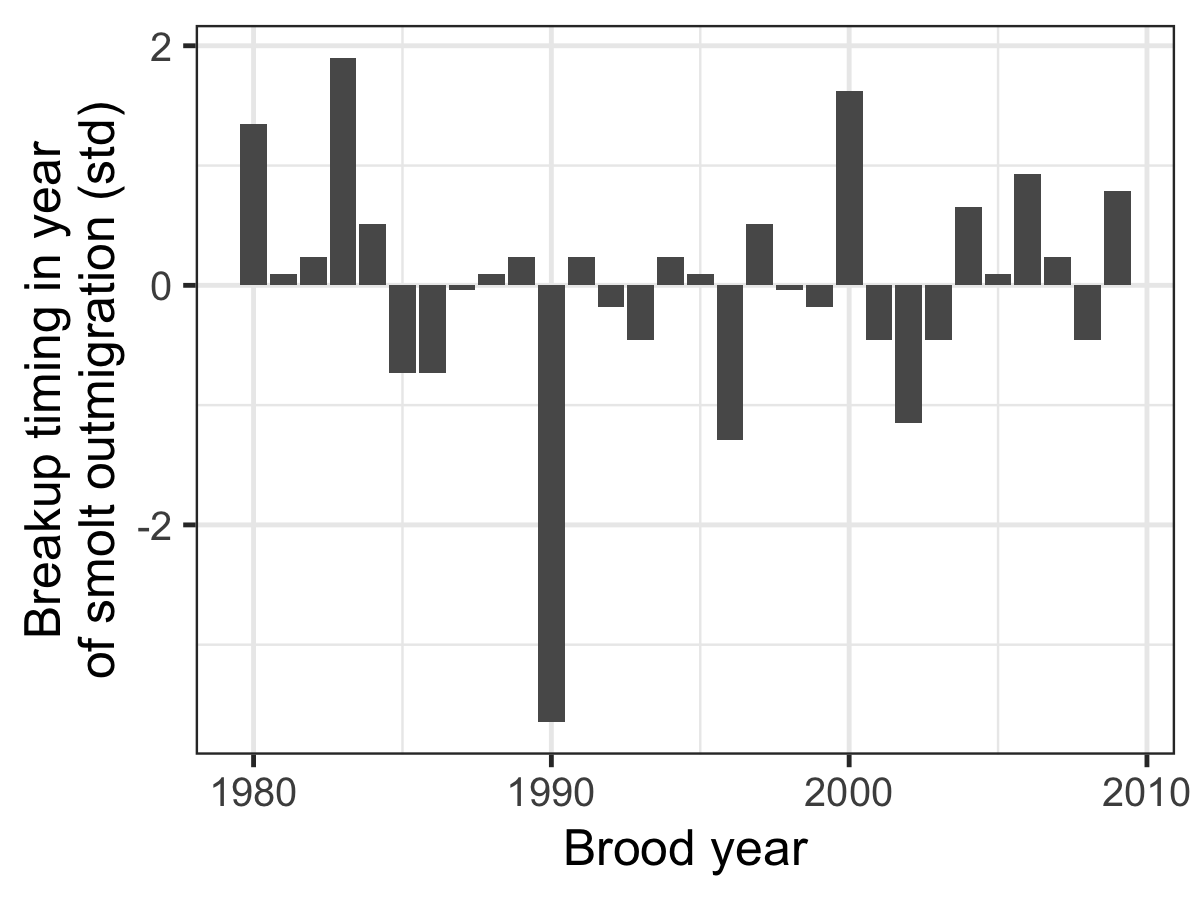 Breakup timing in year
of smolt outmigration (std)
2
0
-2
1980
1990
2000
2010
Brood year